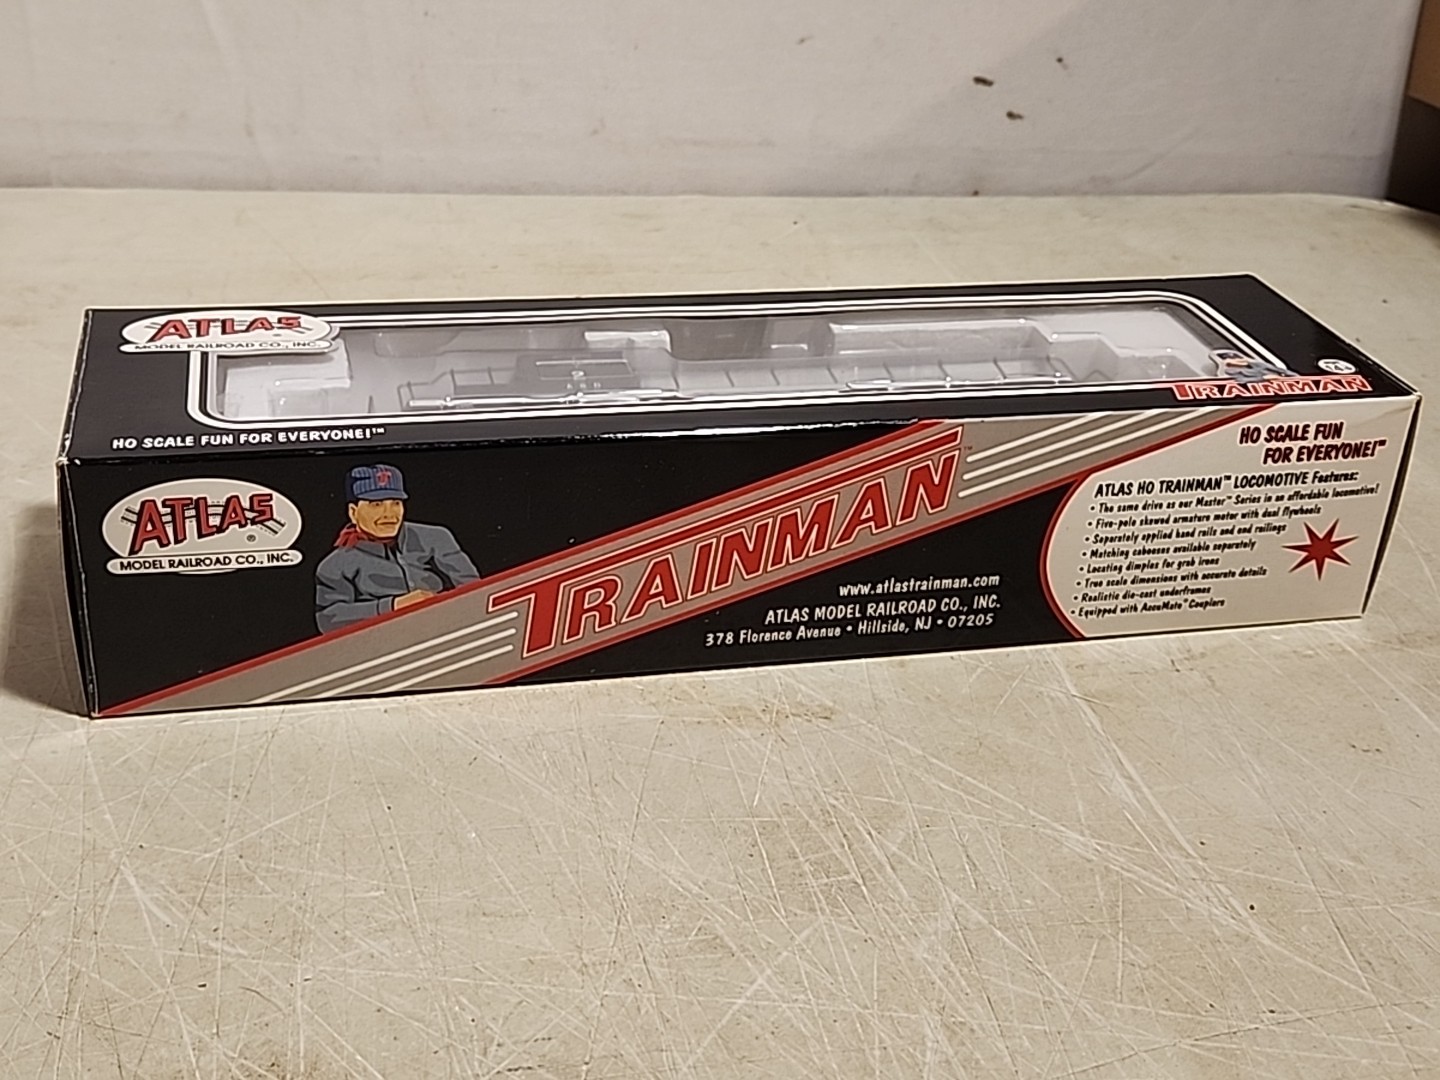 ATLAS
MODEL RAILROAD CO., INC.
TRAINMAN
HO SCALE FUN FOR EVERYONE!™
ATLAS®
MODEL RAILROAD CO., INC.
TRAINMAN™
www.atlastrainman.com
ATLAS MODEL RAILROAD CO., INC.
378 Florence Avenue • Hillside, NJ • 07205
HO SCALE FUN
FOR EVERYONE!™
ATLAS HO TRAINMAN™ LOCOMOTIVE Features:
• The same drive as our Master™ Series in an affordable locomotive!
• Five-pole skewed armature motor with dual flywheels
• Separately applied hand rails and end railings
• Matching cabooses available separately
• Locating dimples for grab irons
• True scale dimensions with accurate details
• Realistic die-cast underframes
• Equipped with AccuMate® Couplers